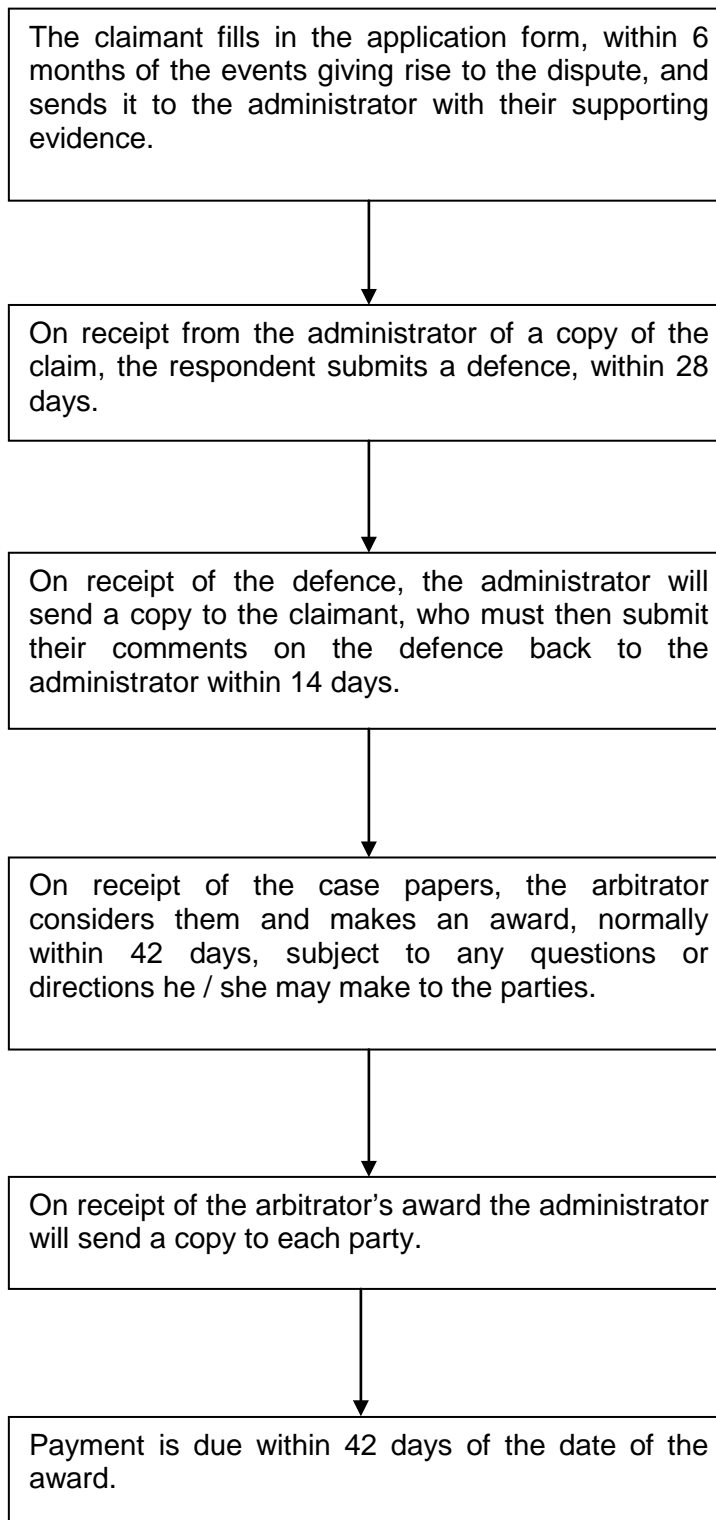 The claimant fills in the application form, within 6
months of the events giving rise to the dispute, and
sends it to the administrator with their supporting
evidence.
On receipt from the administrator of a copy of the
claim, the respondent submits a defence, within 28
days.
On receipt of the defence, the administrator will
send a copy to the claimant, who must then submit
their comments on the defence back to the
administrator within 14 days.
On receipt of the case papers, the arbitrator
considers them and makes an award, normally
within 42 days, subject to any questions or
directions he / she may make to the parties.
On receipt of the arbitrator’s award the administrator
will send a copy to each party.
Payment is due within 42 days of the date of the
award.